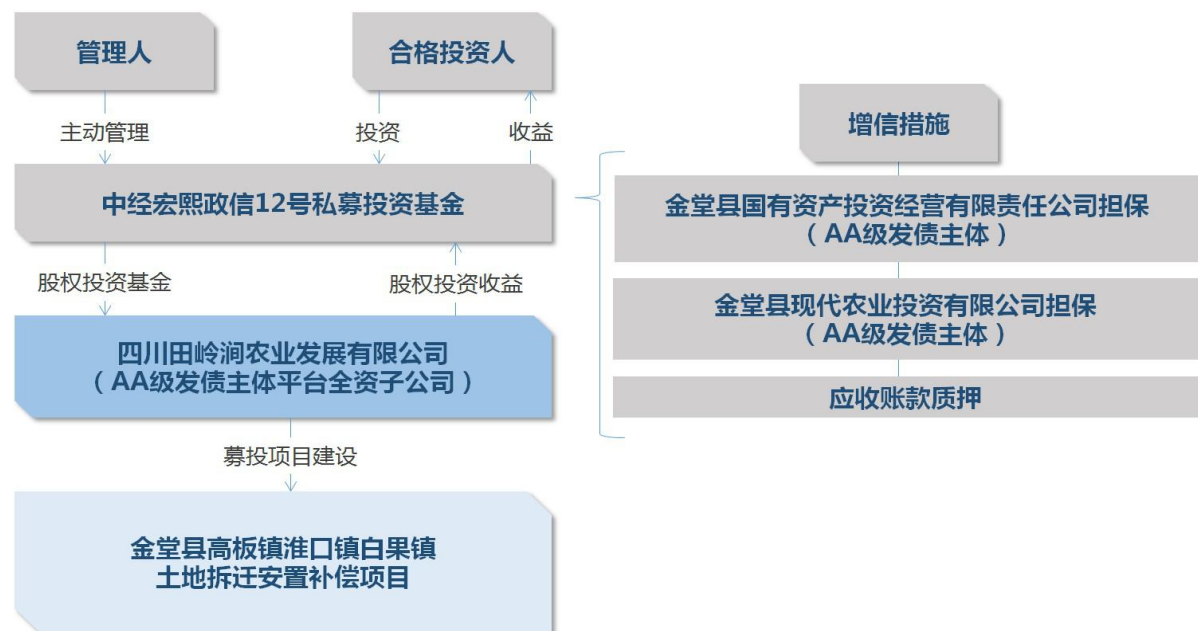 管理人
合格投资人
主动管理
投资
收益
中经宏熙政信12号私募投资基金
股权投资基金
股权投资收益
四川田岭涧农业发展有限公司
（AA级发债主体平台全资子公司）
募投项目建设
金堂县高板镇淮口镇白果镇
土地拆迁安置补偿项目
增信措施
金堂县国有资产投资经营有限责任公司担保
（AA级发债主体）
金堂县现代农业投资有限公司担保
（AA级发债主体）
应收账款质押